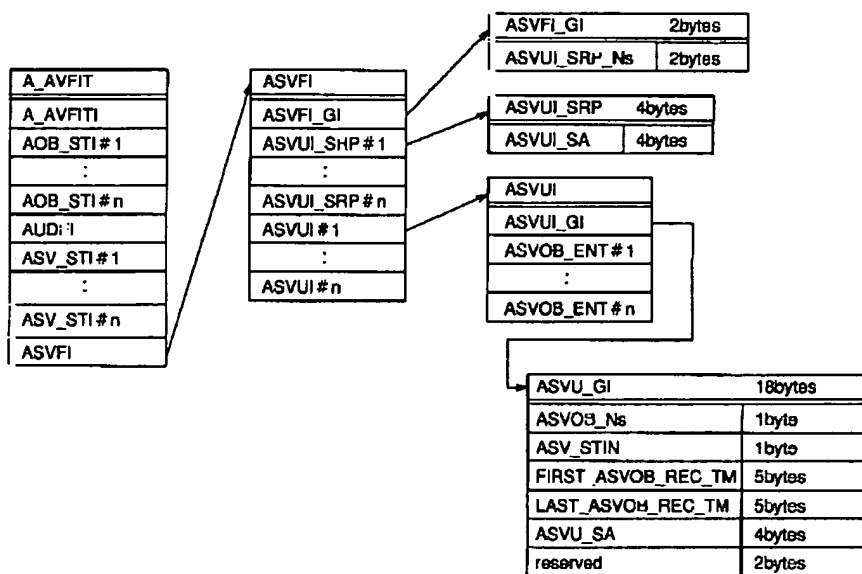 A_AVFIT
A_AVFITI
AOB_STI#1
:
AOB_STI#n
ASV_STI#1
:
ASV_STI#n
ASVFI
ASVFI
ASVFI_GI
ASVUI_SRP#1
:
ASVUI_SRP#n
ASVUI#1
:
ASVUI#n
ASVFI_GI 2bytes
ASVUI_SRP_Ns 2bytes
ASVUI_SRP 4bytes
ASVUI_SA 4bytes
ASVUI
ASVUI_GI
ASVOB_ENT#1
:
ASVOB_ENT#n
ASVU_GI 18bytes
ASVOB_Ns 1byte
ASV_STIN 1byte
FIRST_ASVOB_REC_TM 5bytes
LAST_ASVOB_REC_TM 5bytes
ASVU_SA 4bytes
reserved 2bytes